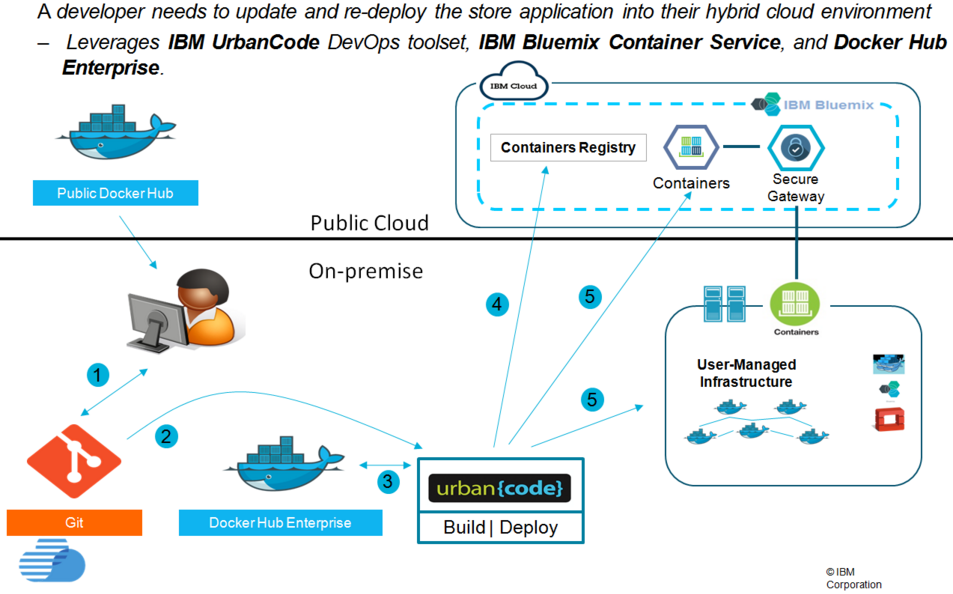 A developer needs to update and re-deploy the store application into their hybrid cloud environment
– Leverages IBM UrbanCode DevOps toolset, IBM Bluemix Container Service, and Docker Hub
Enterprise.
IBM Cloud
IBM Bluemix
Containers Registry
Containers
Secure
Gateway
Public Docker Hub
Public Cloud
On-premise
4
5
Containers
1
5
User-Managed
Infrastructure
2
3
urban{code}
Build| Deploy
Git
Docker Hub Enterprise
© IBM
Corporation